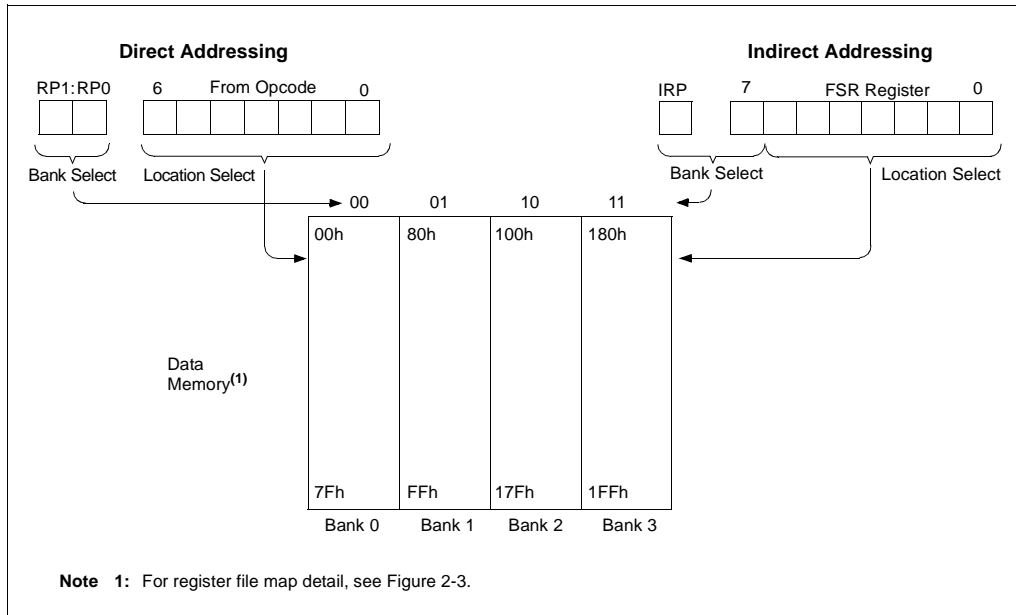 Direct Addressing
Indirect Addressing
RP1:RP0 6 From Opcode 0
IRP 7 FSR Register 0
Bank Select Location Select
Bank Select Location Select
00 01 10 11
00h 80h 100h 180h
Data
Memory(1)
7Fh FFh 17Fh 1FFh
Bank 0 Bank 1 Bank 2 Bank 3
Note 1: For register file map detail, see Figure 2-3.